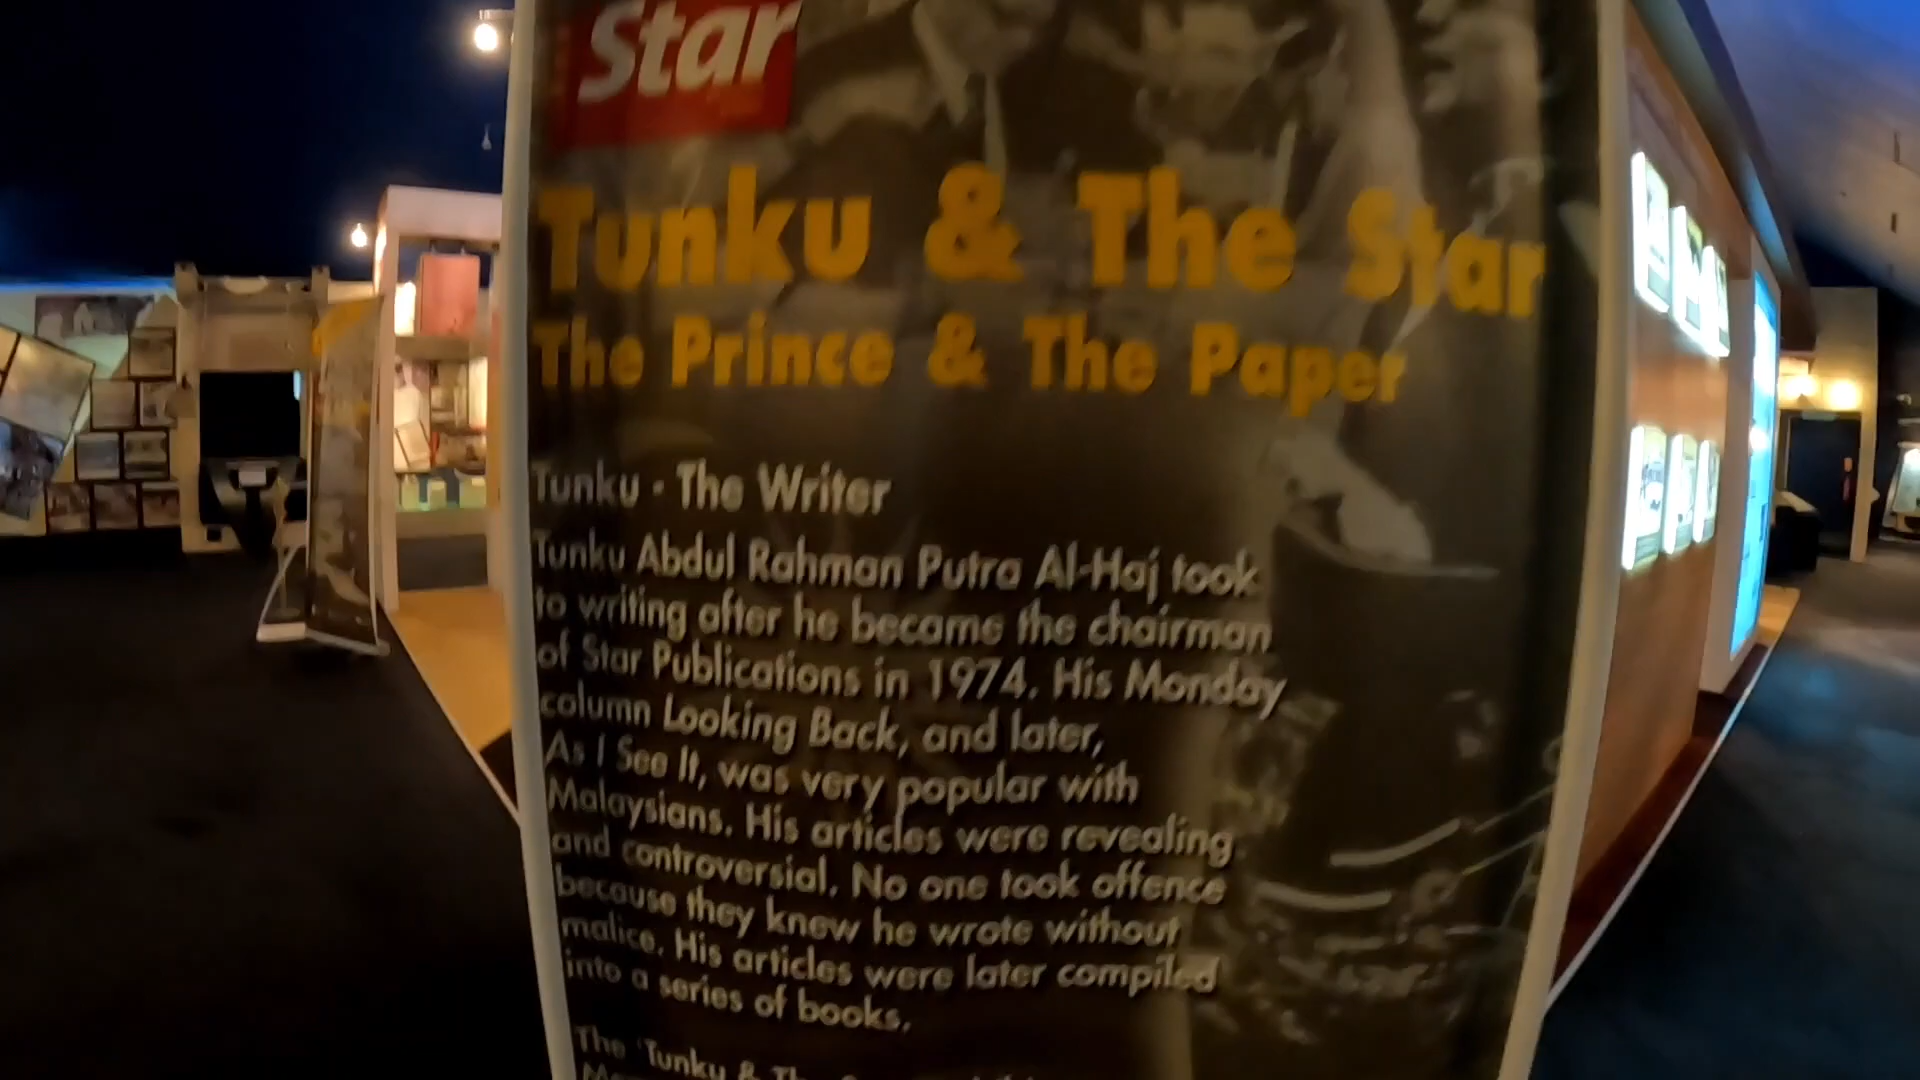 Star
Tunku & The Star
The Prince & The Paper
Tunku - The Writer
Tunku Abdul Rahman Putra Al-Haj took
to writing after he became the chairman
of Star Publications in 1974. His Monday
column Looking Back, and later,
As I See It, was very popular with
Malaysians. His articles were revealing
and controversial. No one took offence
because they knew he wrote without
malice. His articles were later compiled
into a series of books.
The 'Tunku & The